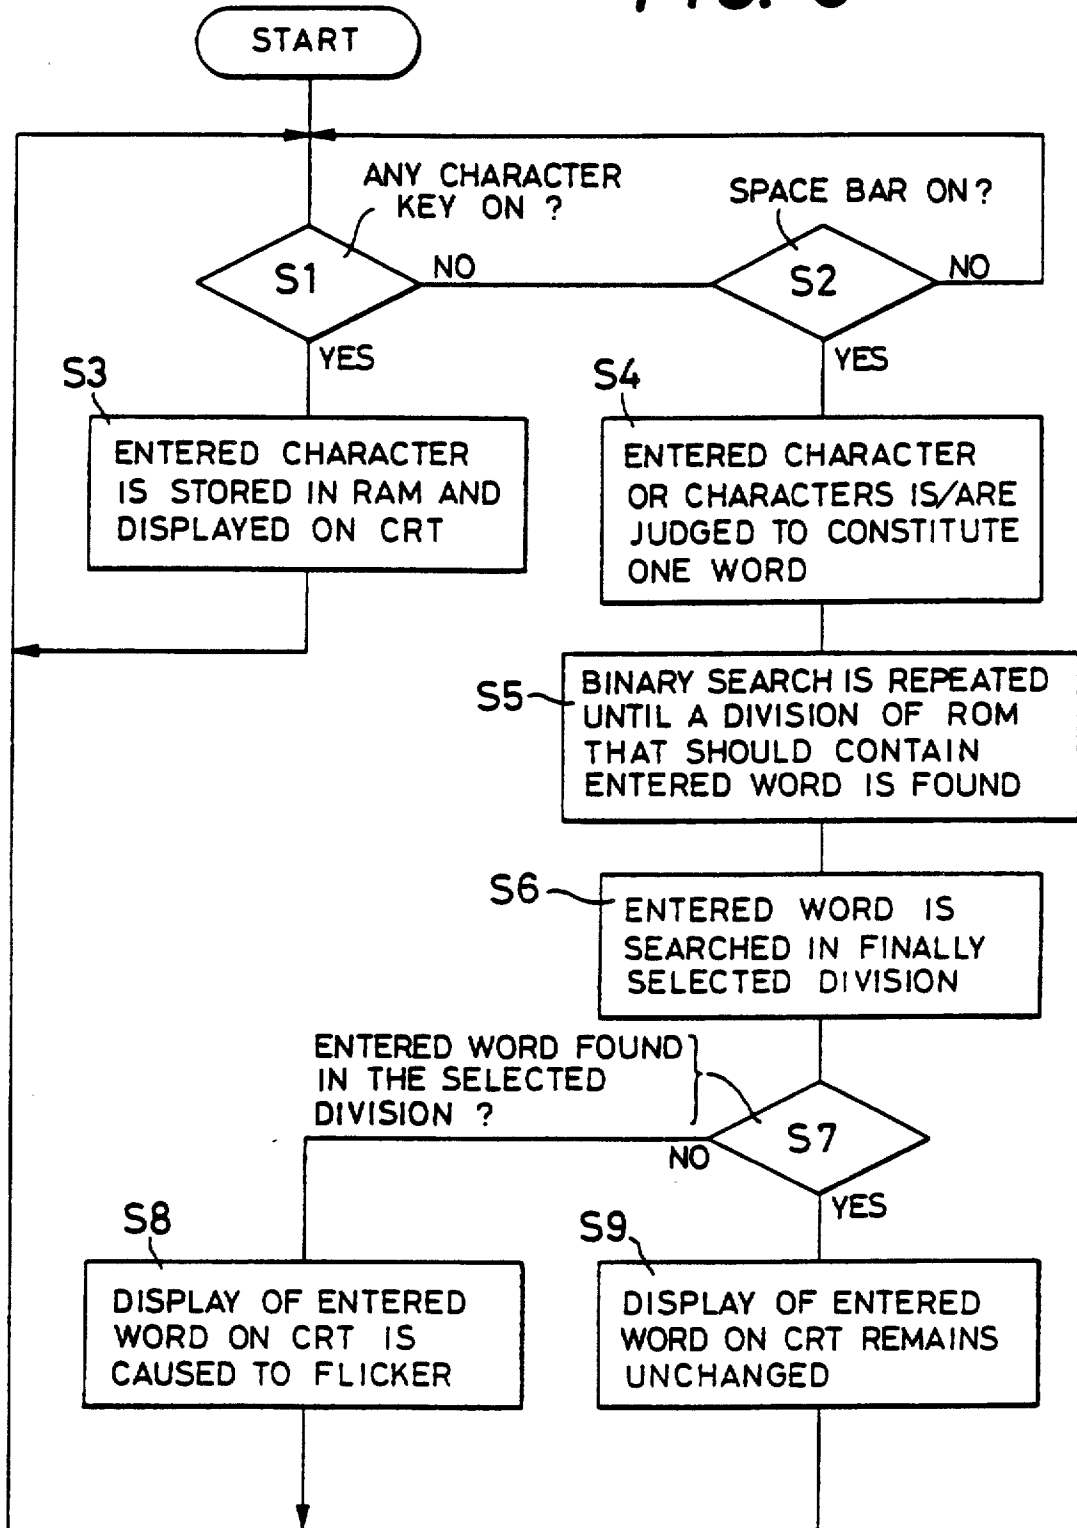 START
ANY CHARACTER
KEY ON ?
SPACE BAR ON ?
S1
NO
S2
NO
YES
YES
S3
S4
ENTERED CHARACTER
IS STORED IN RAM AND
DISPLAYED ON CRT
ENTERED CHARACTER
OR CHARACTERS IS/ARE
JUDGED TO CONSTITUTE
ONE WORD
S5
BINARY SEARCH IS REPEATED
UNTIL A DIVISION OF ROM
THAT SHOULD CONTAIN
ENTERED WORD IS FOUND
S6
ENTERED WORD IS
SEARCHED IN FINALLY
SELECTED DIVISION
ENTERED WORD FOUND
IN THE SELECTED
DIVISION ?
S7
NO
YES
S8
S9
DISPLAY OF ENTERED
WORD ON CRT IS
CAUSED TO FLICKER
DISPLAY OF ENTERED
WORD ON CRT REMAINS
UNCHANGED